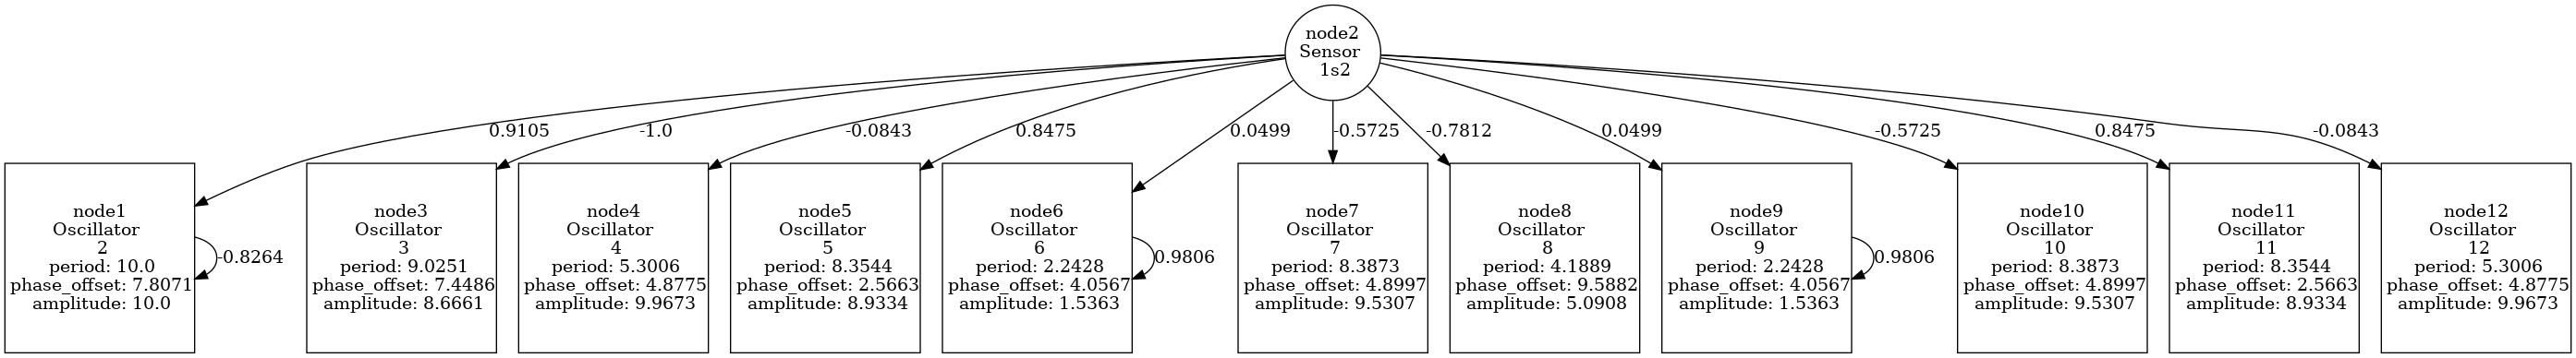 node2
Sensor
1s2
0.9105
-1.0
-0.0843
0.8475
0.0499
-0.5725
-0.7812
0.0499
-0.5725
0.8475
-0.0843
node1
Oscillator
2
period: 10.0
phase_offset: 7.8071
amplitude: 10.0
-0.8264
node3
Oscillator
3
period: 9.0251
phase_offset: 7.4486
amplitude: 8.6661
node4
Oscillator
4
period: 5.3006
phase_offset: 4.8775
amplitude: 9.9673
node5
Oscillator
5
period: 8.3544
phase_offset: 2.5663
amplitude: 8.9334
node6
Oscillator
6
period: 2.2428
phase_offset: 4.0567
amplitude: 1.5363
0.9806
node7
Oscillator
7
period: 8.3873
phase_offset: 4.8997
amplitude: 9.5307
node8
Oscillator
8
period: 4.1889
phase_offset: 9.5882
amplitude: 5.0908
node9
Oscillator
9
period: 2.2428
phase_offset: 4.0567
amplitude: 1.5363
0.9806
node10
Oscillator
10
period: 8.3873
phase_offset: 4.8997
amplitude: 9.5307
node11
Oscillator
11
period: 8.3544
phase_offset: 2.5663
amplitude: 8.9334
node12
Oscillator
12
period: 5.3006
phase_offset: 4.8775
amplitude: 9.9673